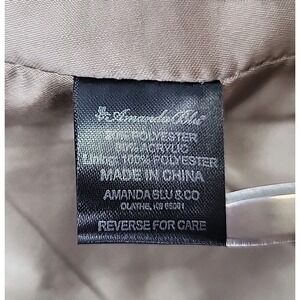 Amanda Blu
POLYESTER
ACRYLIC
Lining: 100% POLYESTER
MADE IN CHINA
AMANDA BLU & CO
OLATHE, KS 66061
REVERSE FOR CARE